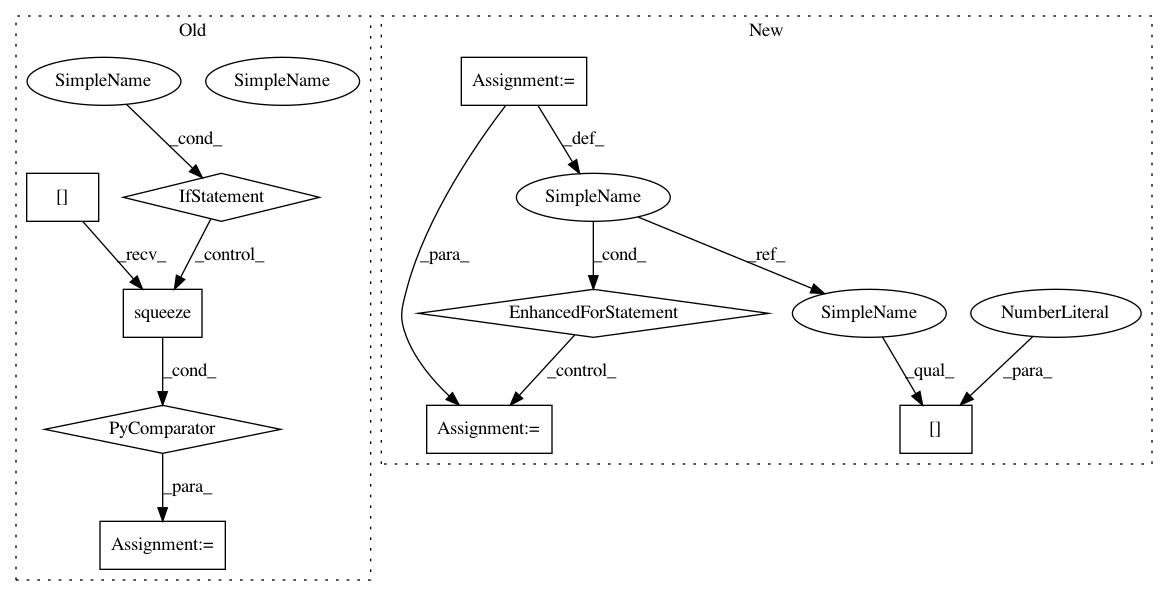 Old
New
SimpleName
SimpleName
Assignment:=
_cond_
_def_
[]
IfStatement
SimpleName
_recv_
_control_
_para_
_cond_
_ref_
squeeze
EnhancedForStatement
SimpleName
NumberLiteral
_cond_
_control_
_qual_
_para_
PyComparator
Assignment:=
[]
_para_
Assignment:=